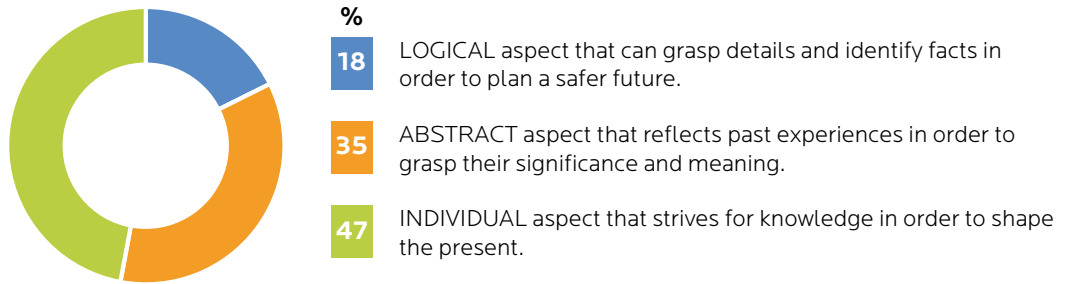 %
18
LOGICAL aspect that can grasp details and identify facts in
order to plan a safer future.
35
ABSTRACT aspect that reflects past experiences in order to
grasp their significance and meaning.
47
INDIVIDUAL aspect that strives for knowledge in order to shape
the present.